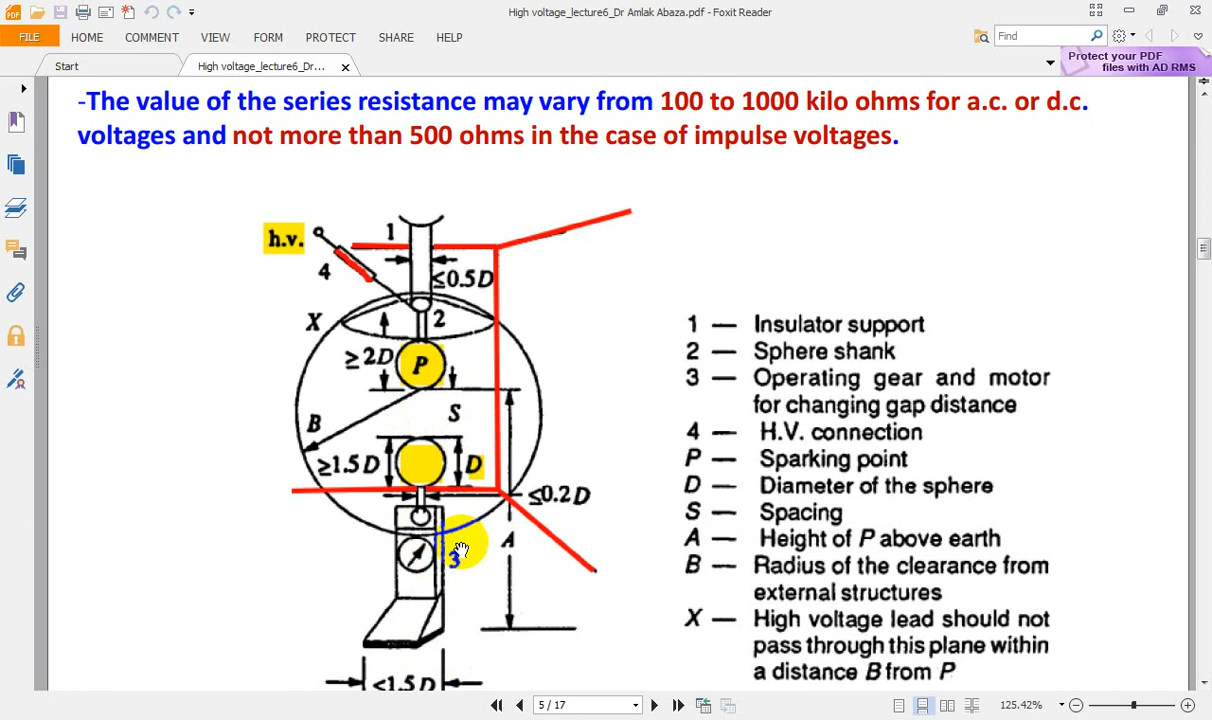 High voltage_lecture6_Dr Amlak Abaza.pdf - Foxit Reader
FILE HOME COMMENT VIEW FORM PROTECT SHARE HELP
Find
Start
High voltage_lecture6_Dr...
Protect your PDF
files with AD RMS
-The value of the series resistance may vary from 100 to 1000 kilo ohms for a.c. or d.c.
voltages and not more than 500 ohms in the case of impulse voltages.
h.v.
1
4
≤0.5D
X
2
≥2D
P
B
S
≥1.5D
D
≤0.2D
A
3
<1.5D
1 — Insulator support
2 — Sphere shank
3 — Operating gear and motor
for changing gap distance
4 — H.V. connection
P — Sparking point
D — Diameter of the sphere
S — Spacing
A — Height of P above earth
B — Radius of the clearance from
external structures
X — High voltage lead should not
pass through this plane within
a distance B from P
5 / 17
125.42%